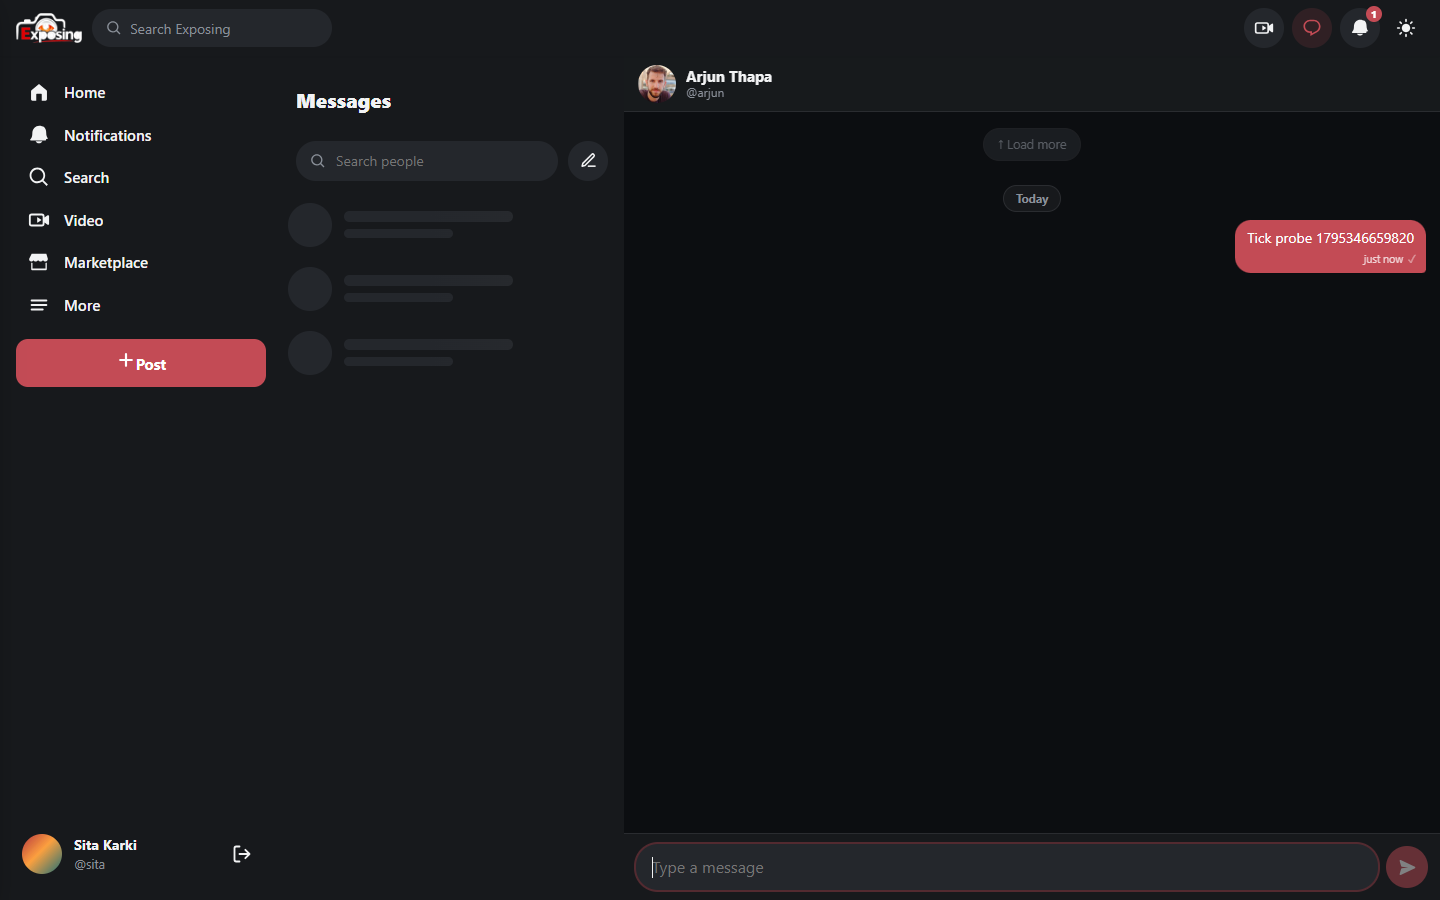 Exposing
Search Exposing
1
Home
Notifications
Search
Video
Marketplace
More
+ Post
Sita Karki
@sita
Messages
Search people
Arjun Thapa
@arjun
↑ Load more
Today
Tick probe 1795346659820
just now ✓
Type a message